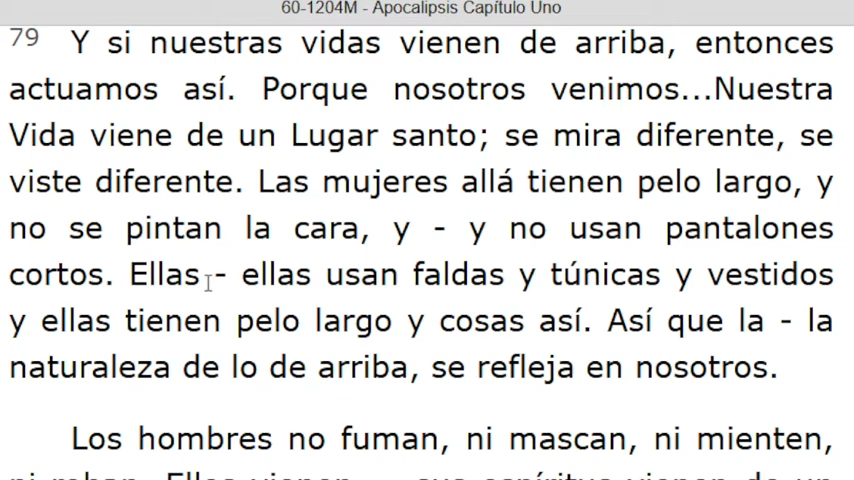 60-1204M - Apocalipsis Capítulo Uno
79 Y si nuestras vidas vienen de arriba, entonces
actuamos así. Porque nosotros venimos...Nuestra
Vida viene de un Lugar santo; se mira diferente, se
viste diferente. Las mujeres allá tienen pelo largo, y
no se pintan la cara, y - y no usan pantalones
cortos. Ellas - ellas usan faldas y túnicas y vestidos
y ellas tienen pelo largo y cosas así. Así que la - la
naturaleza de lo de arriba, se refleja en nosotros.
Los hombres no fuman, ni mascan, ni mienten,